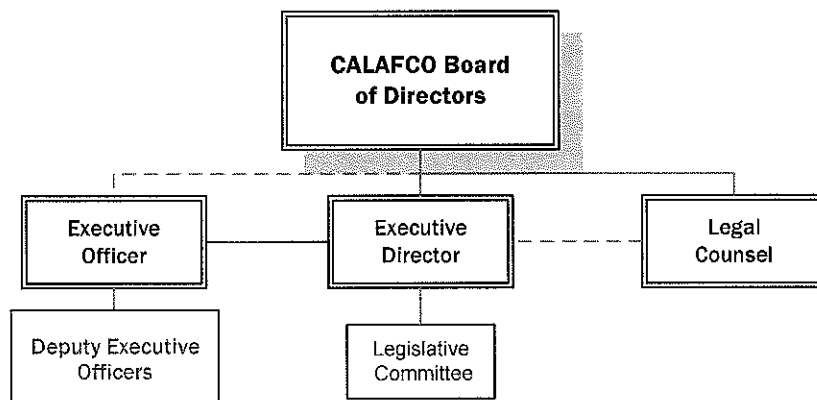 CALAFCO Board
of Directors
Executive
Officer
Executive
Director
Legal
Counsel
Deputy Executive
Officers
Legislative
Committee